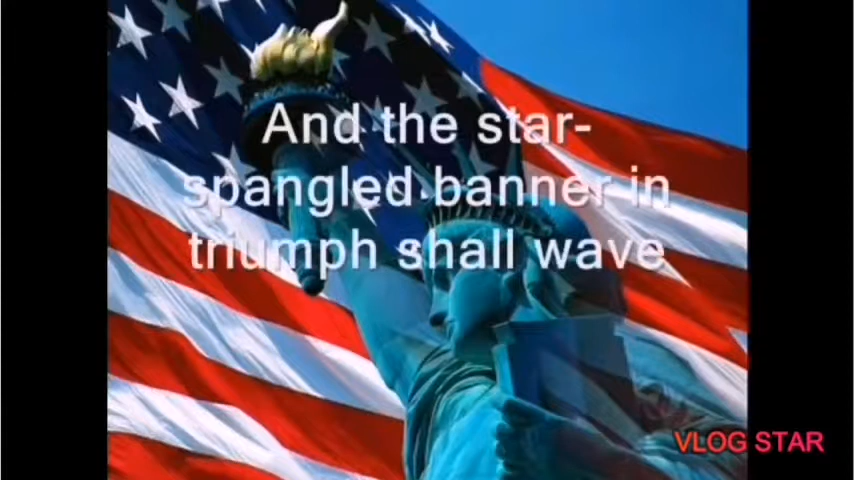 And the star-
spangled banner in
triumph shall wave
VLOG STAR